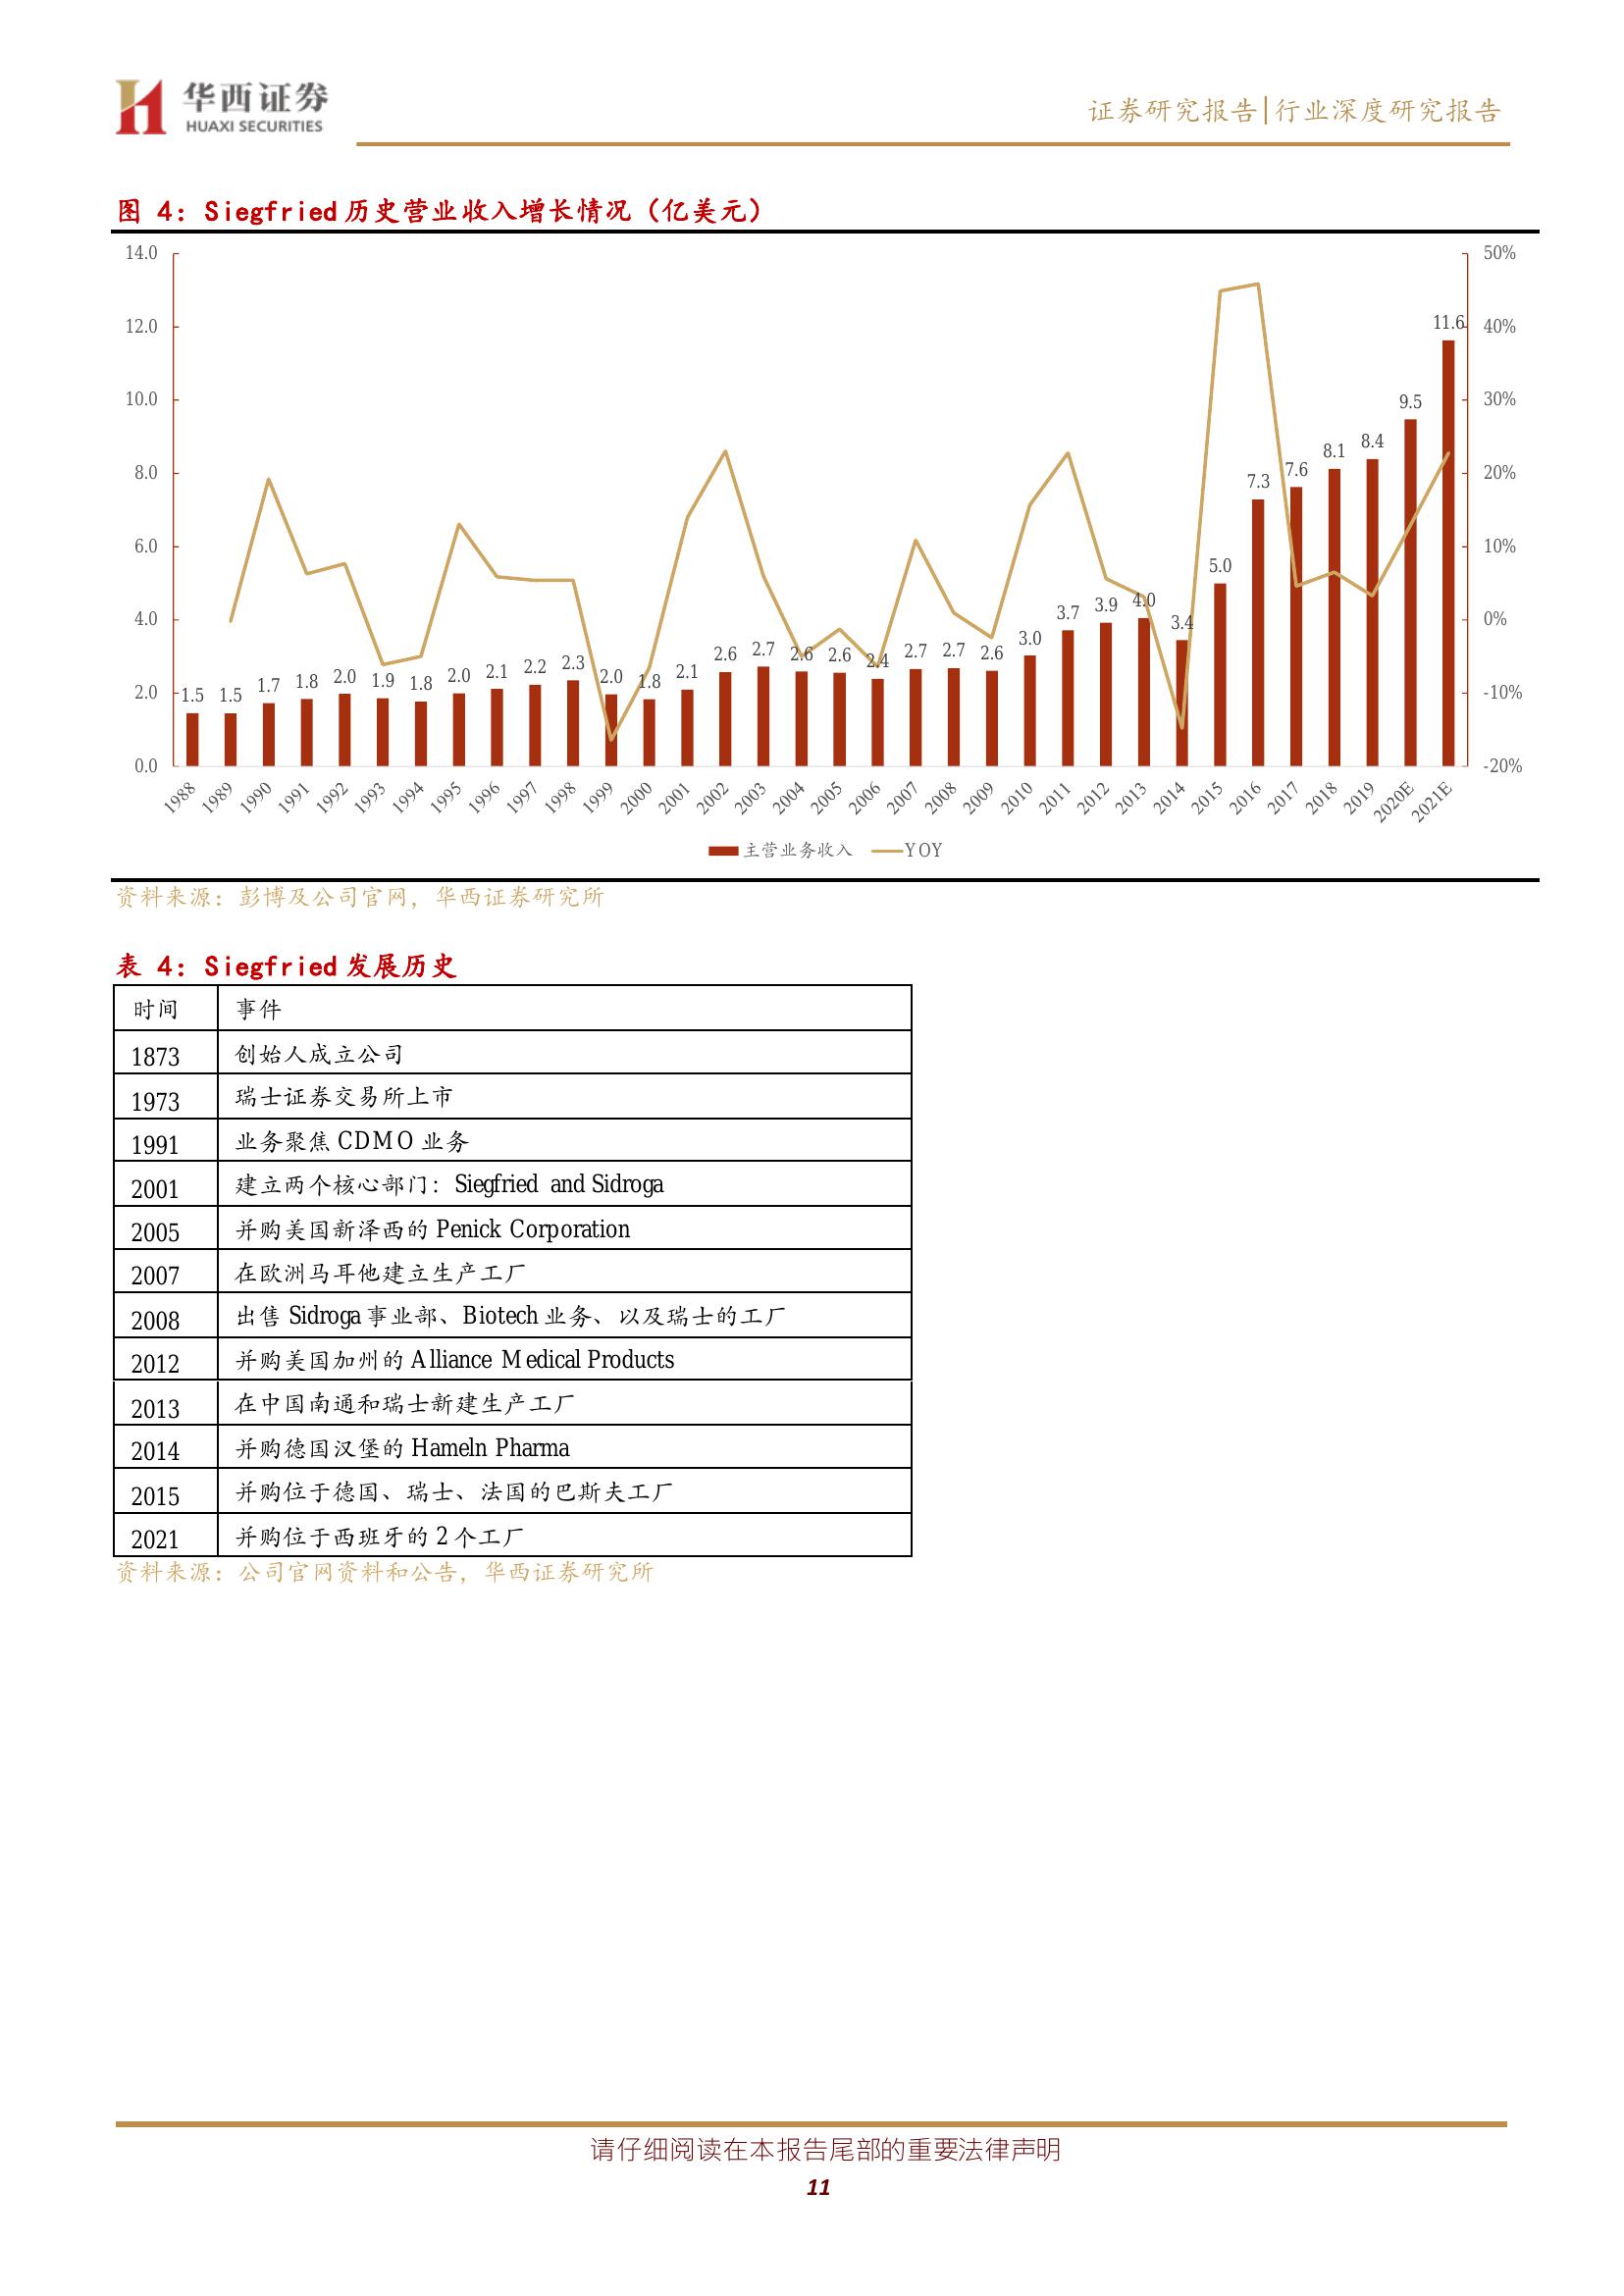 华西证券
HUAXI SECURITIES
证券研究报告|行业深度研究报告
图 4：Siegfried 历史营业收入增长情况（亿美元）
14.0
12.0
10.0
8.0
6.0
4.0
2.0
0.0
50%
40%
30%
20%
10%
0%
-10%
-20%
1.5 1.5 1.7 1.8 2.0 1.9 1.8 2.0 2.1 2.2 2.3 2.0 1.8 2.1 2.6 2.7 2.6 2.6 2.4 2.7 2.7 2.6 3.0 3.7 3.9 4.0 3.4 5.0 7.3 7.6 8.1 8.4 9.5 11.6
1988 1989 1990 1991 1992 1993 1994 1995 1996 1997 1998 1999 2000 2001 2002 2003 2004 2005 2006 2007 2008 2009 2010 2011 2012 2013 2014 2015 2016 2017 2018 2019 2020E 2021E
主营业务收入 YOY
资料来源：彭博及公司官网，华西证券研究所
表 4：Siegfried 发展历史
时间 事件
1873 创始人成立公司
1973 瑞士证券交易所上市
1991 业务聚焦 CDMO 业务
2001 建立两个核心部门：Siegfried and Sidroga
2005 并购美国新泽西的 Penick Corporation
2007 在欧洲马耳他建立生产工厂
2008 出售 Sidroga 事业部、Biotech 业务、以及瑞士的工厂
2012 并购美国加州的 Alliance Medical Products
2013 在中国南通和瑞士新建生产工厂
2014 并购德国汉堡的 Hameln Pharma
2015 并购位于德国、瑞士、法国的巴斯夫工厂
2021 并购位于西班牙的 2 个工厂
资料来源：公司官网资料和公告，华西证券研究所
请仔细阅读在本报告尾部的重要法律声明
11